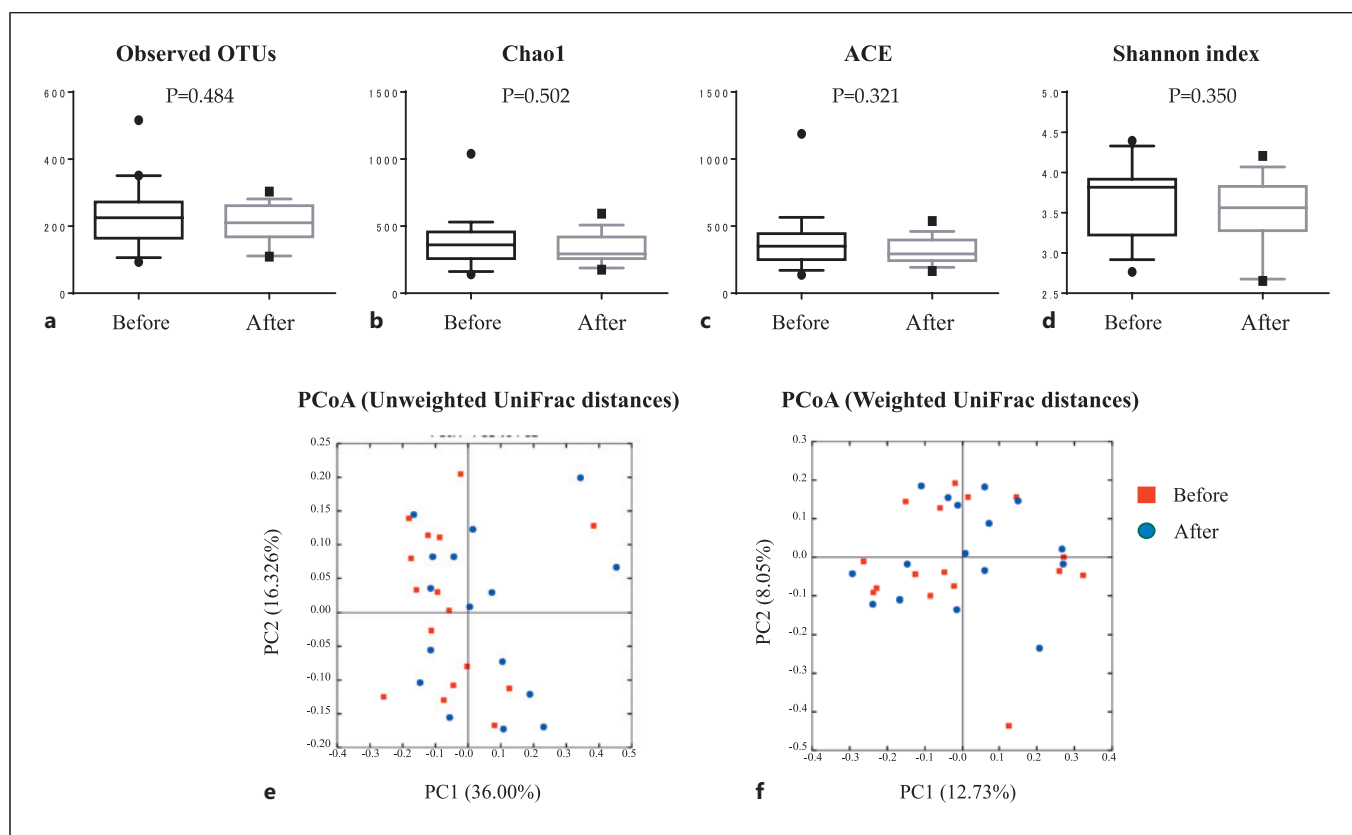 Observed OTUs
P=0.484
600
400
200
0
a
Before
After
Chao1
P=0.502
1500
1000
500
0
b
Before
After
ACE
P=0.321
1500
1000
500
0
c
Before
After
Shannon index
P=0.350
5.0
4.5
4.0
3.5
3.0
2.5
d
Before
After
PCoA (Unweighted UniFrac distances)
PC2 (16.326%)
0.25
0.20
0.15
0.10
0.05
0.00
-0.05
-0.10
-0.15
-0.20
-0.4 -0.3 -0.2 -0.1 -0.0 0.1 0.2 0.3 0.4 0.5
e
PC1 (36.00%)
PCoA (Weighted UniFrac distances)
PC2 (8.05%)
0.3
0.2
0.1
0.0
-0.1
-0.2
-0.3
-0.4
-0.5
-0.4 -0.3 -0.2 -0.1 -0.0 0.1 0.2 0.3 0.4
f
PC1 (12.73%)
Before
After